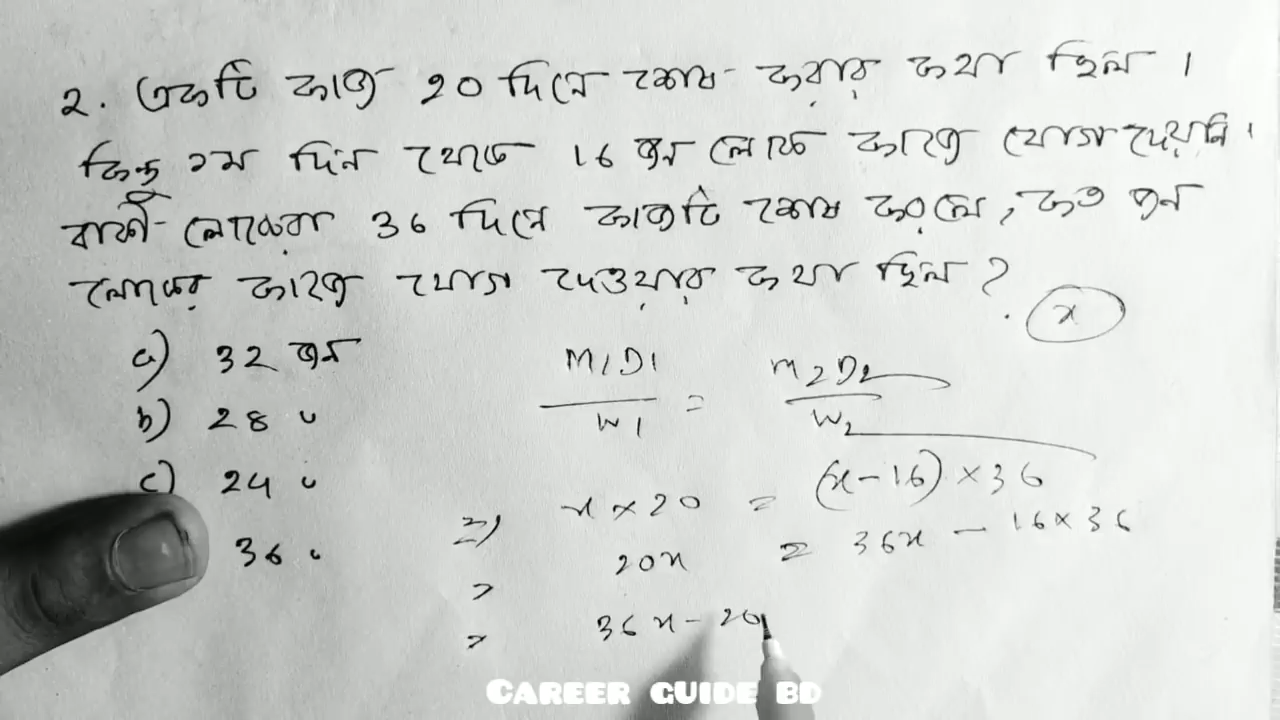 ২. একটি কাজ 20 দিনে শেষ করার কথা ছিল ।
কিন্তু ১ম দিন থেকে 16 জন লোক কাজে যোগ দেয়নি ।
বাকী লোকেরা 36 দিনে কাজটি শেষ করলে, কত জন
লোকের কাজে যোগ দেওয়ার কথা ছিল ?
x
a) 32 জন
M1D1 / W1 = M2D2 / W2
b) 28 "
c) 24 "
=) x × 20 = (x - 16) × 36
36 "
> 20x = 36x - 16 × 36
> 36x - 20
CAREER GUIDE BD